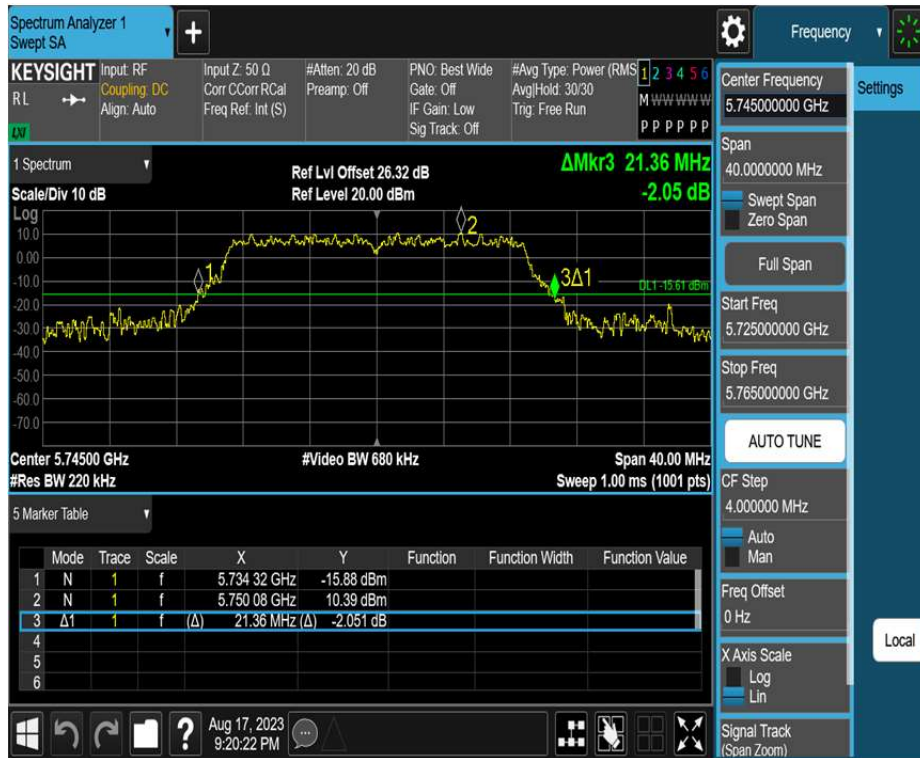 Spectrum Analyzer 1
Swept SA
+
Frequency
KEYSIGHT
RL
LXI
Input: RF
Coupling: DC
Align: Auto
Input Z: 50 Ω
Corr CCorr RCal
Freq Ref: Int (S)
#Atten: 20 dB
Preamp: Off
PNO: Best Wide
Gate: Off
IF Gain: Low
Sig Track: Off
#Avg Type: Power (RMS
Avg|Hold: 30/30
Trig: Free Run
1 2 3 4 5 6
M W W W W W
P P P P P P
Center Frequency
5.745000000 GHz
Settings
Span
40.0000000 MHz
Swept Span
Zero Span
Full Span
Start Freq
5.725000000 GHz
Stop Freq
5.765000000 GHz
AUTO TUNE
CF Step
4.000000 MHz
Auto
Man
Freq Offset
0 Hz
X Axis Scale
Log
Lin
Signal Track
(Span Zoom)
Local
1 Spectrum
Scale/Div 10 dB
Ref Lvl Offset 26.32 dB
Ref Level 20.00 dBm
ΔMkr3 21.36 MHz
-2.05 dB
Log
10.0
0.00
-10.0
-20.0
-30.0
-40.0
-50.0
-60.0
-70.0
1
2
3Δ1
DL1 -15.61 dBm
Center 5.74500 GHz
#Video BW 680 kHz
Span 40.00 MHz
#Res BW 220 kHz
Sweep 1.00 ms (1001 pts)
5 Marker Table
Mode Trace Scale X Y Function Function Width Function Value
1 N 1 f 5.734 32 GHz -15.88 dBm
2 N 1 f 5.750 08 GHz 10.39 dBm
3 Δ1 1 f (Δ) 21.36 MHz (Δ) -2.051 dB
4
5
6
?
Aug 17, 2023
9:20:22 PM